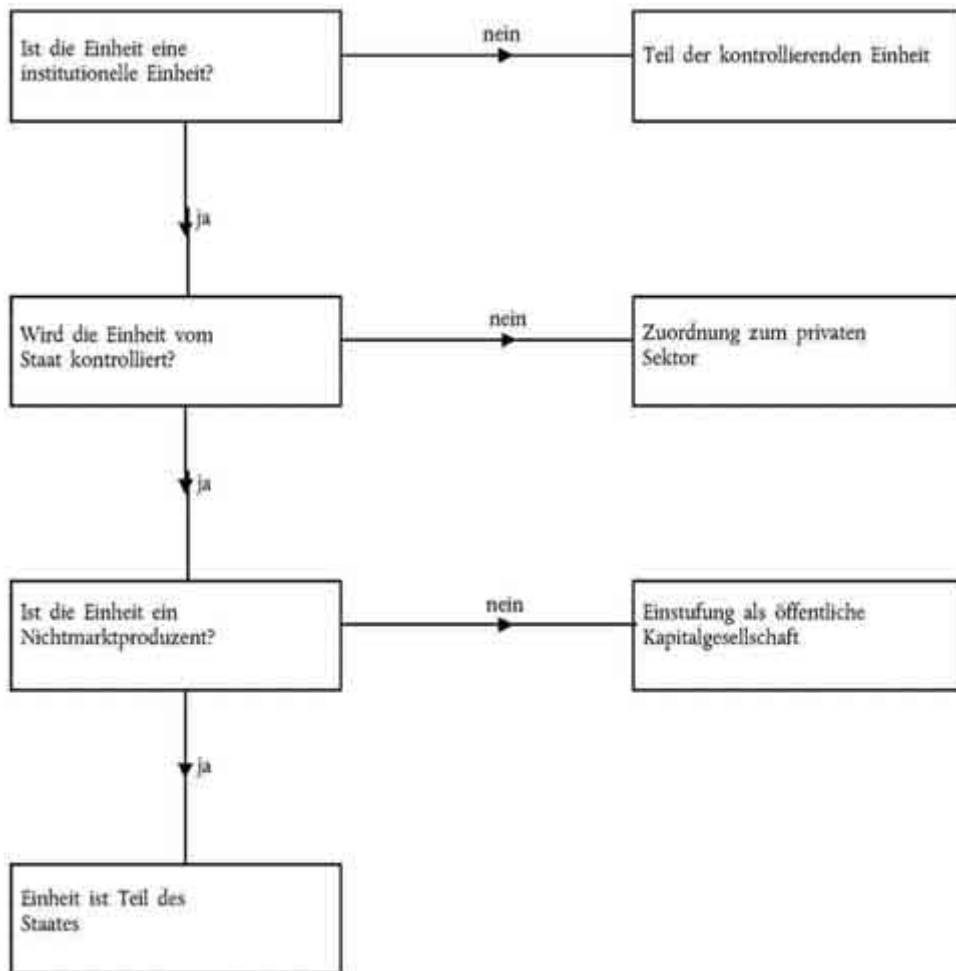 Ist die Einheit eine
institutionelle Einheit?
nein
Teil der kontrollierenden Einheit
ja
Wird die Einheit vom
Staat kontrolliert?
nein
Zuordnung zum privaten
Sektor
ja
Ist die Einheit ein
Nichtmarktproduzent?
nein
Einstufung als öffentliche
Kapitalgesellschaft
ja
Einheit ist Teil des
Staates